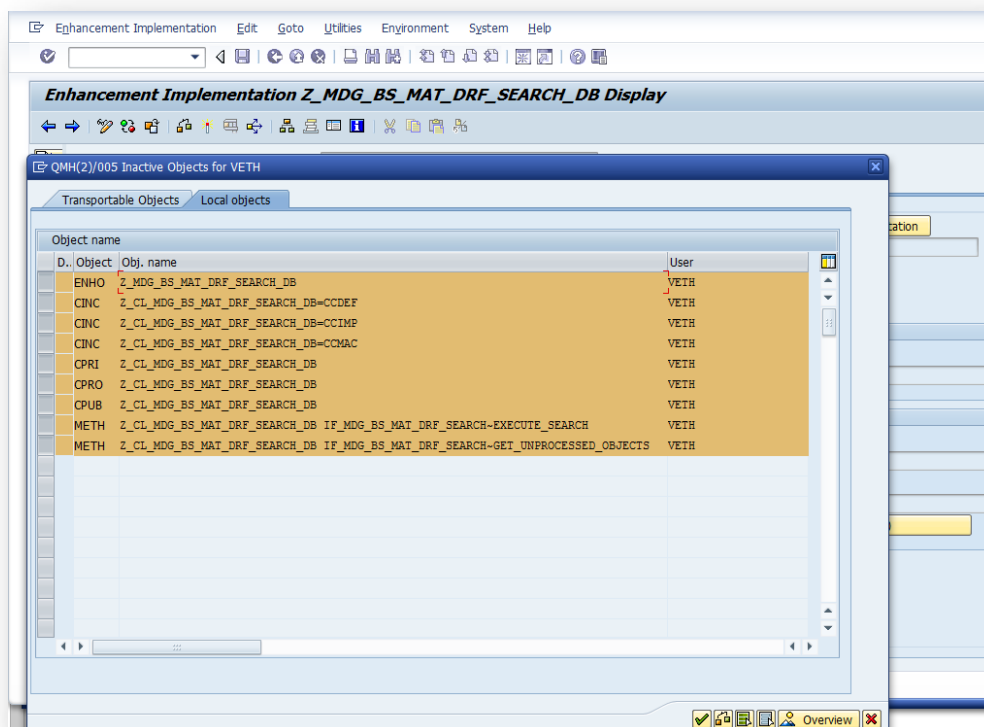 Enhancement Implementation Edit Goto Utilities Environment System Help
Enhancement Implementation Z_MDG_BS_MAT_DRF_SEARCH_DB Display
QMH(2)/005 Inactive Objects for VETH
Transportable Objects Local objects
Object name
D.. Object Obj. name User
ENHO Z_MDG_BS_MAT_DRF_SEARCH_DB VETH
CINC Z_CL_MDG_BS_MAT_DRF_SEARCH_DB=CCDEF VETH
CINC Z_CL_MDG_BS_MAT_DRF_SEARCH_DB=CCIMP VETH
CINC Z_CL_MDG_BS_MAT_DRF_SEARCH_DB=CCMAC VETH
CPRI Z_CL_MDG_BS_MAT_DRF_SEARCH_DB VETH
CPRO Z_CL_MDG_BS_MAT_DRF_SEARCH_DB VETH
CPUB Z_CL_MDG_BS_MAT_DRF_SEARCH_DB VETH
METH Z_CL_MDG_BS_MAT_DRF_SEARCH_DB IF_MDG_BS_MAT_DRF_SEARCH~EXECUTE_SEARCH VETH
METH Z_CL_MDG_BS_MAT_DRF_SEARCH_DB IF_MDG_BS_MAT_DRF_SEARCH~GET_UNPROCESSED_OBJECTS VETH
tation
Overview